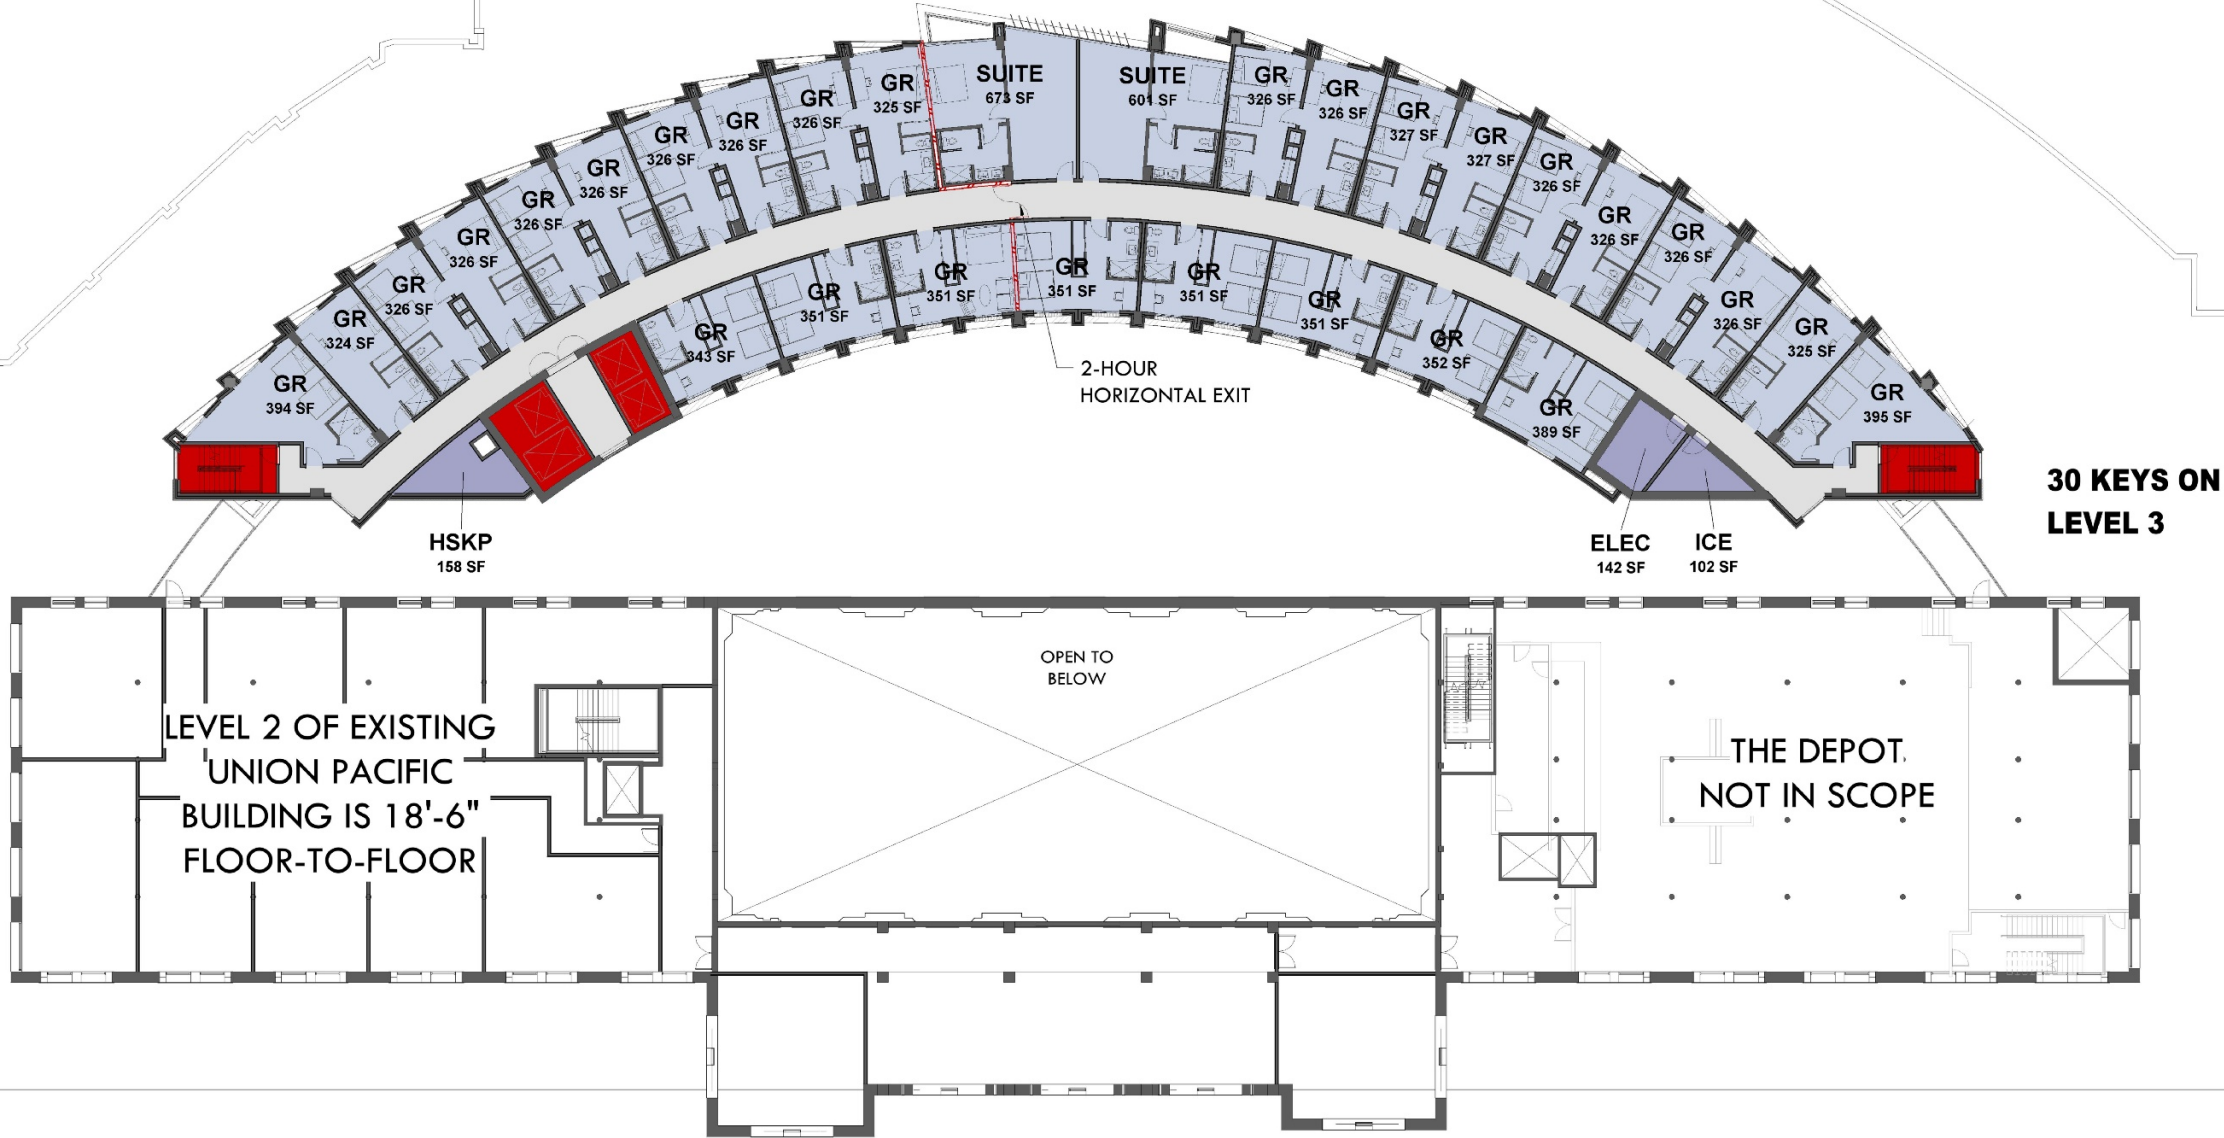 GR
394 SF
GR
324 SF
GR
326 SF
GR
326 SF
GR
326 SF
GR
326 SF
GR
326 SF
GR
326 SF
GR
326 SF
GR
325 SF
SUITE
673 SF
SUITE
601 SF
GR
326 SF
GR
326 SF
GR
327 SF
GR
327 SF
GR
326 SF
GR
326 SF
GR
326 SF
GR
326 SF
GR
325 SF
GR
395 SF
GR
343 SF
GR
351 SF
GR
351 SF
GR
351 SF
GR
351 SF
GR
351 SF
GR
352 SF
GR
389 SF
2-HOUR
HORIZONTAL EXIT
30 KEYS ON
LEVEL 3
HSKP
158 SF
ELEC
142 SF
ICE
102 SF
OPEN TO
BELOW
LEVEL 2 OF EXISTING
UNION PACIFIC
BUILDING IS 18'-6"
FLOOR-TO-FLOOR
THE DEPOT
NOT IN SCOPE